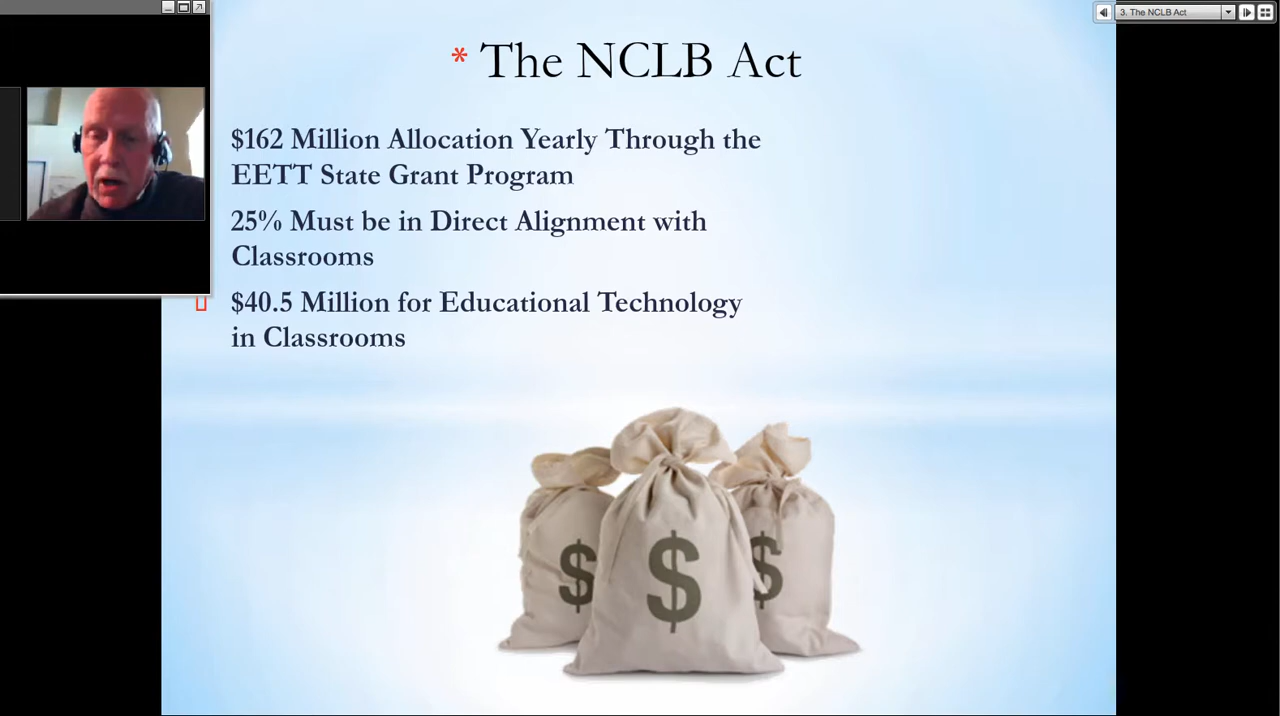 3. The NCLB Act
* The NCLB Act
$162 Million Allocation Yearly Through the
EETT State Grant Program
25% Must be in Direct Alignment with
Classrooms
$40.5 Million for Educational Technology
in Classrooms
$ $ $